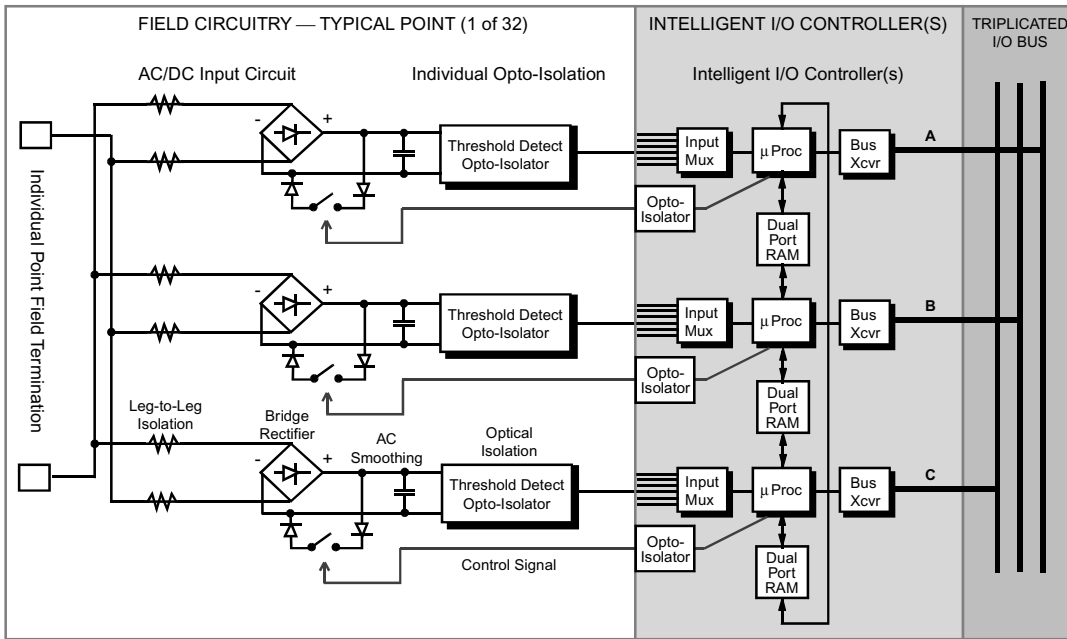 FIELD CIRCUITRY — TYPICAL POINT (1 of 32)
INTELLIGENT I/O CONTROLLER(S)
TRIPLICATED
I/O BUS
AC/DC Input Circuit
Individual Opto-Isolation
Intelligent I/O Controller(s)
Individual Point Field Termination
- +
Threshold Detect
Opto-Isolator
Input
Mux
µ Proc
Bus
Xcvr
A
Opto-
Isolator
Dual
Port
RAM
- +
Threshold Detect
Opto-Isolator
Input
Mux
µ Proc
Bus
Xcvr
B
Opto-
Isolator
Dual
Port
RAM
Leg-to-Leg
Isolation
Bridge
Rectifier
AC
Smoothing
Optical
Isolation
- +
Threshold Detect
Opto-Isolator
Input
Mux
µ Proc
Bus
Xcvr
C
Opto-
Isolator
Control Signal
Dual
Port
RAM